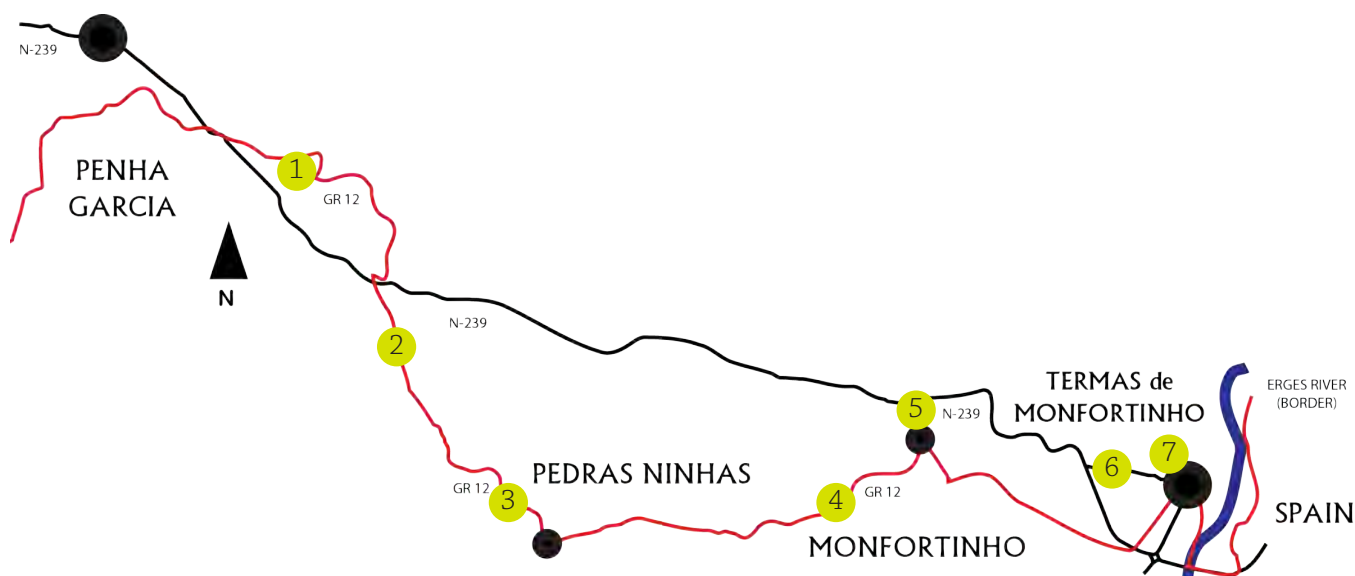 N-239
PENHA
GARCIA
1
GR 12
N
2
N-239
GR 12
3
PEDRAS NINHAS
4
GR 12
MONFORTINHO
5
N-239
TERMAS de
MONFORTINHO
6
7
ERGES RIVER
(BORDER)
SPAIN